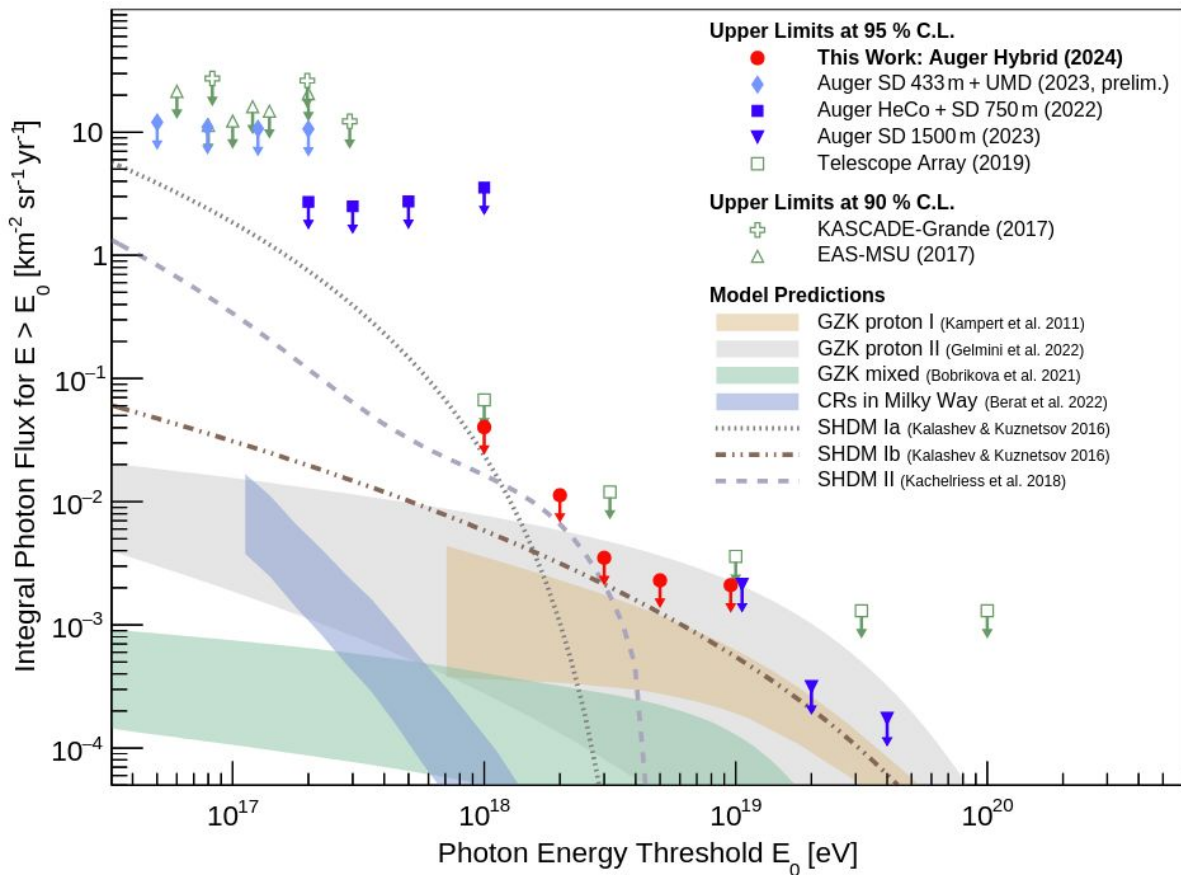 Upper Limits at 95 % C.L.
This Work: Auger Hybrid (2024)
Auger SD 433 m + UMD (2023, prelim.)
Auger HeCo + SD 750 m (2022)
Auger SD 1500 m (2023)
Telescope Array (2019)
Upper Limits at 90 % C.L.
KASCADE-Grande (2017)
EAS-MSU (2017)
Model Predictions
GZK proton I (Kampert et al. 2011)
GZK proton II (Gelmini et al. 2022)
GZK mixed (Bobrikova et al. 2021)
CRs in Milky Way (Berat et al. 2022)
SHDM Ia (Kalashev & Kuznetsov 2016)
SHDM Ib (Kalashev & Kuznetsov 2016)
SHDM II (Kachelriess et al. 2018)
Integral Photon Flux for E > E₀ [km⁻² sr⁻¹ yr⁻¹]
10
1
10⁻¹
10⁻²
10⁻³
10⁻⁴
10¹⁷ 10¹⁸ 10¹⁹ 10²⁰
Photon Energy Threshold E₀ [eV]